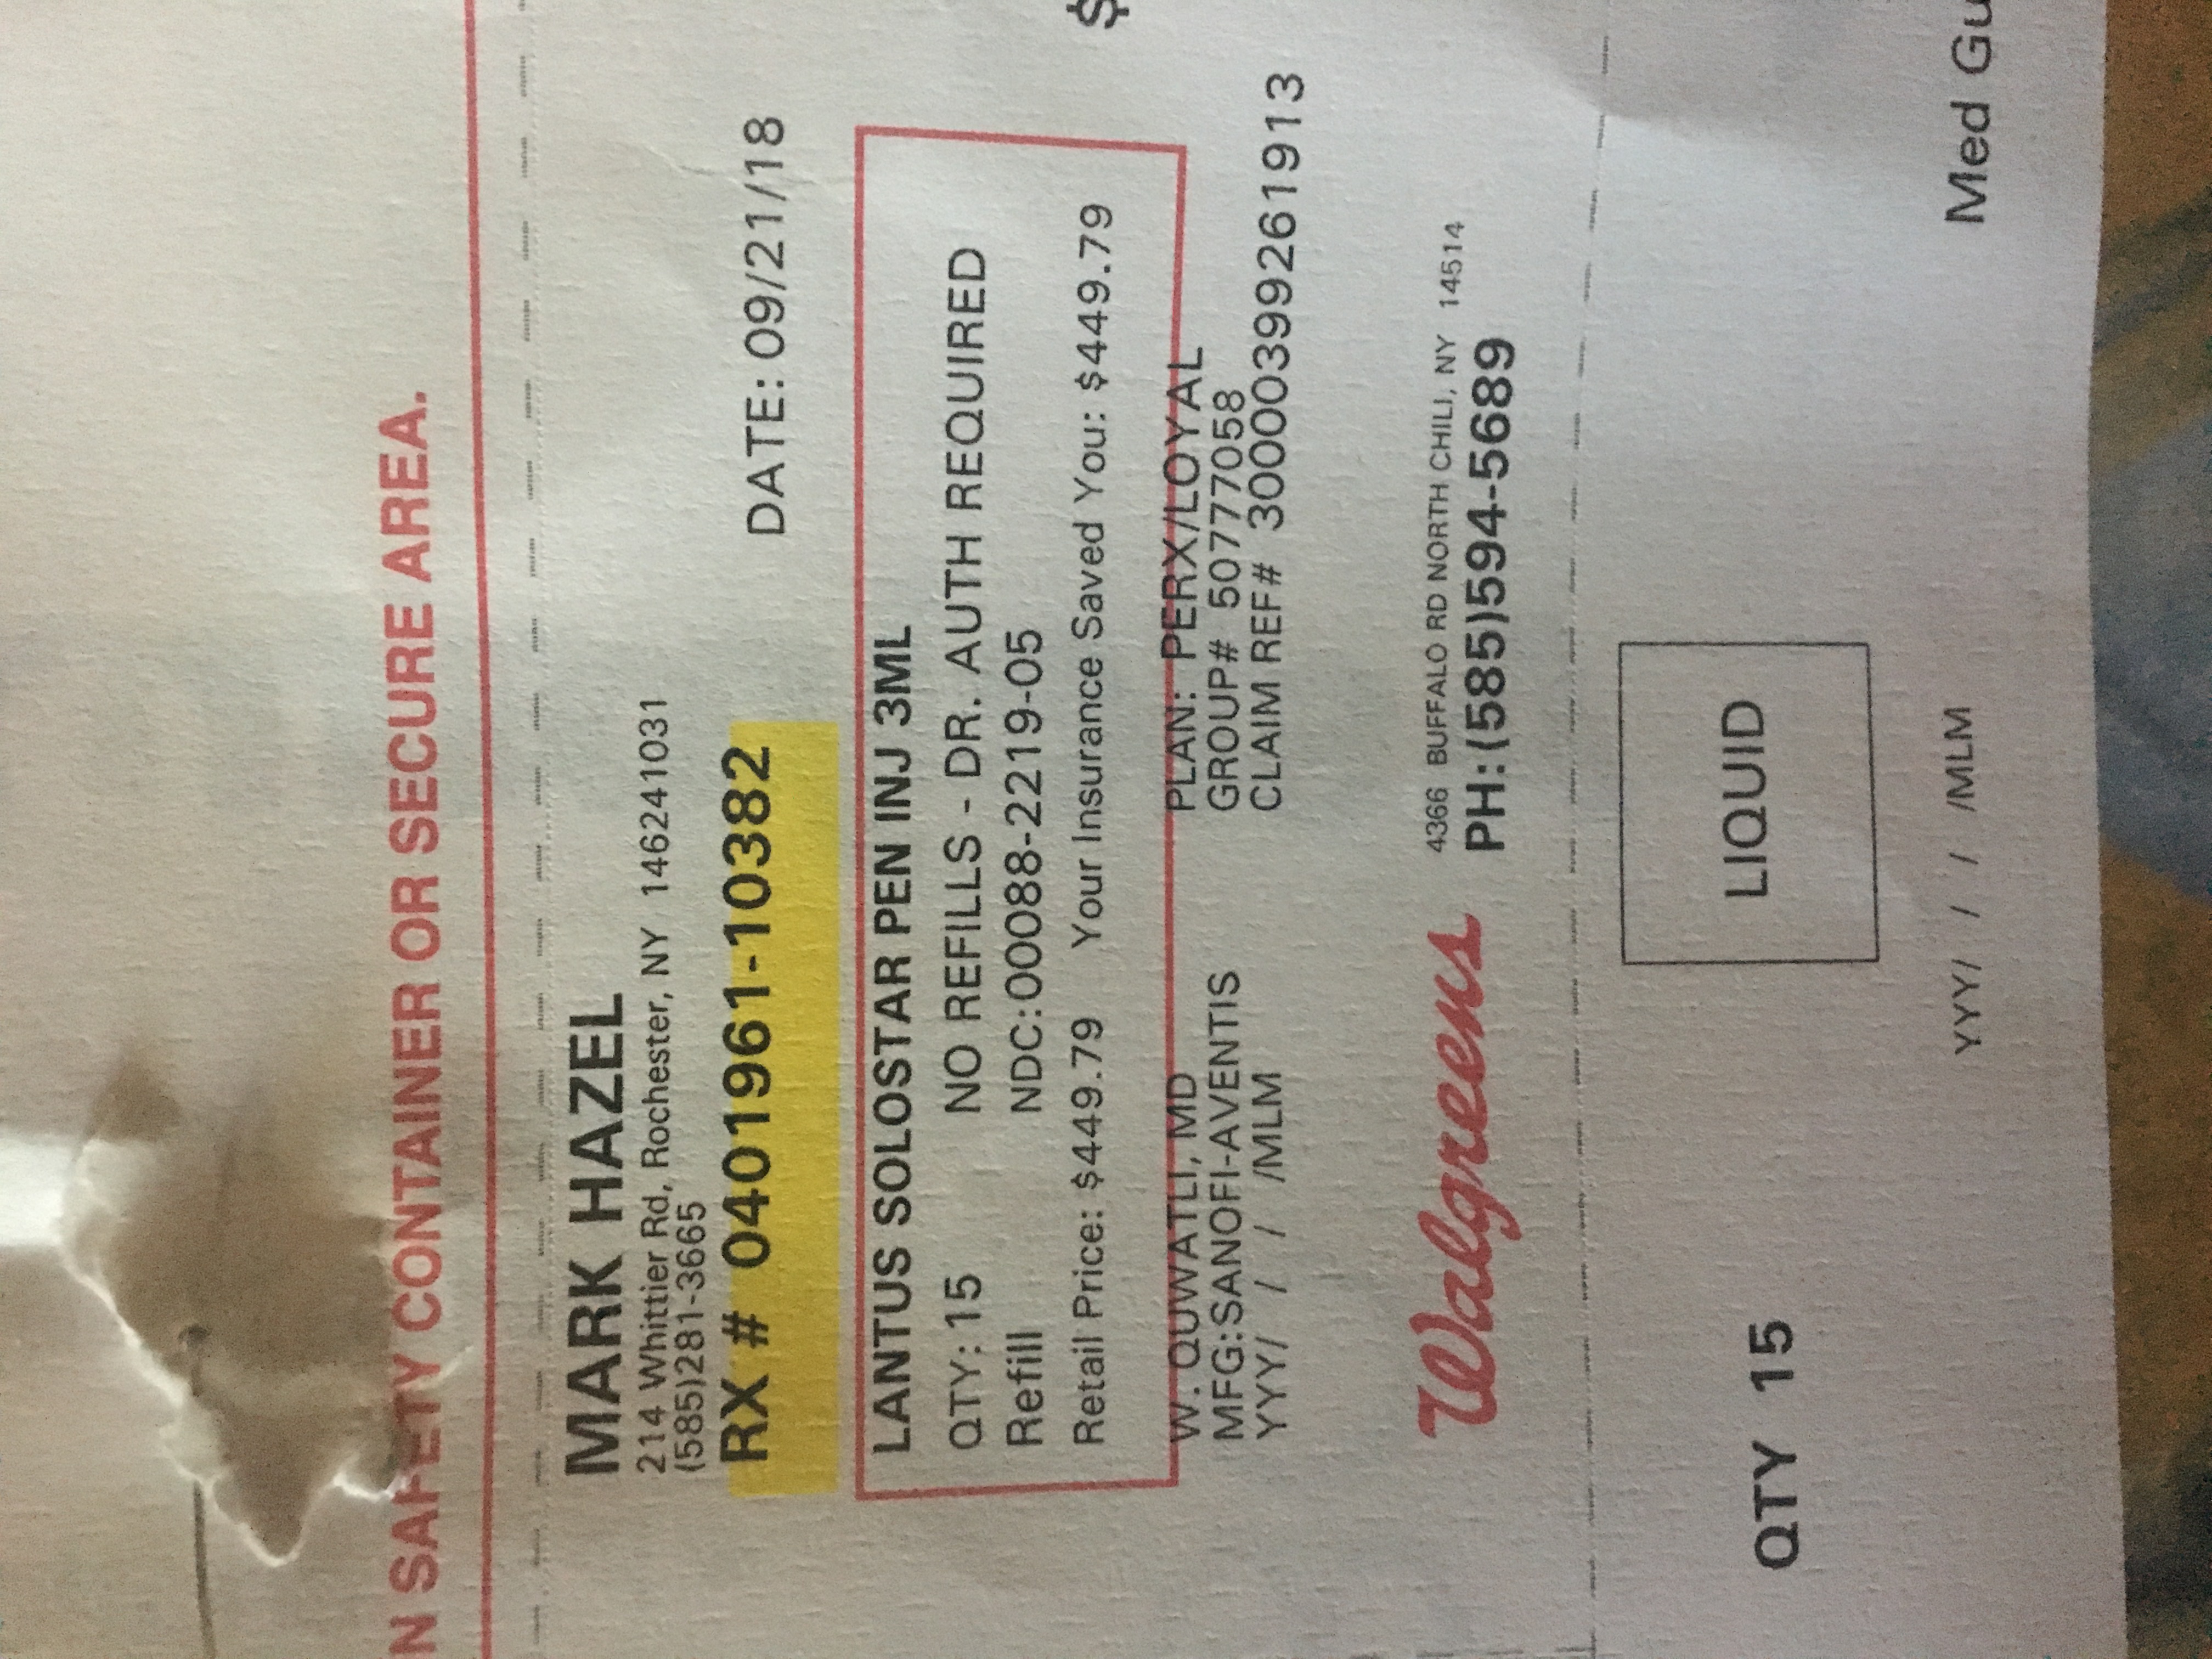 N SAFETY CONTAINER OR SECURE AREA.
MARK HAZEL
214 Whittier Rd, Rochester, NY 146241031
(585)281-3665
RX # 0401961-10382 DATE: 09/21/18
LANTUS SOLOSTAR PEN INJ 3ML
QTY: 15 NO REFILLS - DR. AUTH REQUIRED
Refill NDC:00088-2219-05
Retail Price: $449.79 Your Insurance Saved You: $449.79
$
W. QUWATLI, MD PLAN: PERX/LOYAL
MFG:SANOFI-AVENTIS GROUP# 50777058
YYY/ / / /MLM CLAIM REF# 300003999261913
Walgreens 4366 BUFFALO RD NORTH CHILI, NY 14514
PH:(585)594-5689
QTY 15 LIQUID
YYY/ / / /MLM Med Gu